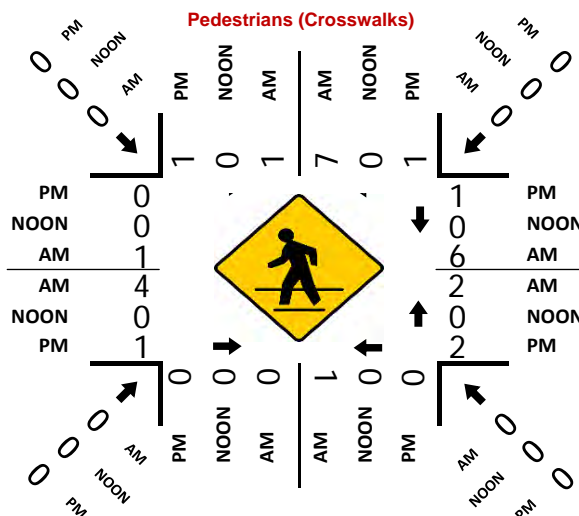 Pedestrians (Crosswalks)
0 PM
0 NOON
0 AM
PM NOON AM AM NOON PM
PM 0
NOON 0
AM 0
1 0 1 7 0 1
PM 0 1 PM
NOON 0 0 NOON
AM 1 6 AM
AM 4 2 AM
NOON 0 0 NOON
PM 1 2 PM
0 0 0 1 0 0
0 AM
0 NOON
0 PM
PM NOON AM AM NOON PM
AM 0
NOON 0
PM 0